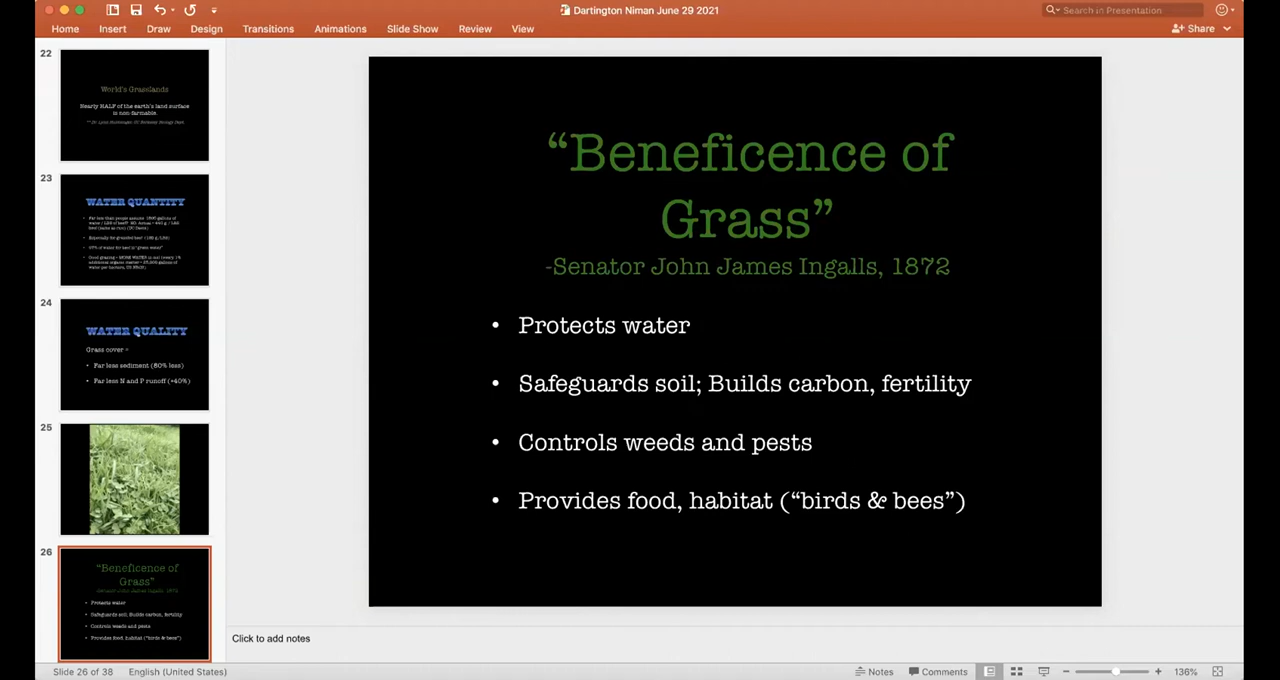 Dartington Niman June 29 2021
Search in Presentation
Home Insert Draw Design Transitions Animations Slide Show Review View
Share
22
World's Grasslands
Nearly HALF of the earth's land surface
is non-farmable.
23
WATER QUANTITY
24
WATER QUALITY
Grass cover =
• Far less sediment (80% less)
• Far less N and P runoff
25
26
"Beneficence of
Grass"
• Protects water
• Safeguards soil; Builds carbon, fertility
• Controls weeds and pests
• Provides food, habitat ("birds & bees")
“Beneficence of
Grass”
-Senator John James Ingalls, 1872
• Protects water
• Safeguards soil; Builds carbon, fertility
• Controls weeds and pests
• Provides food, habitat (“birds & bees”)
Click to add notes
Slide 26 of 38 English (United States)
Notes Comments 136%